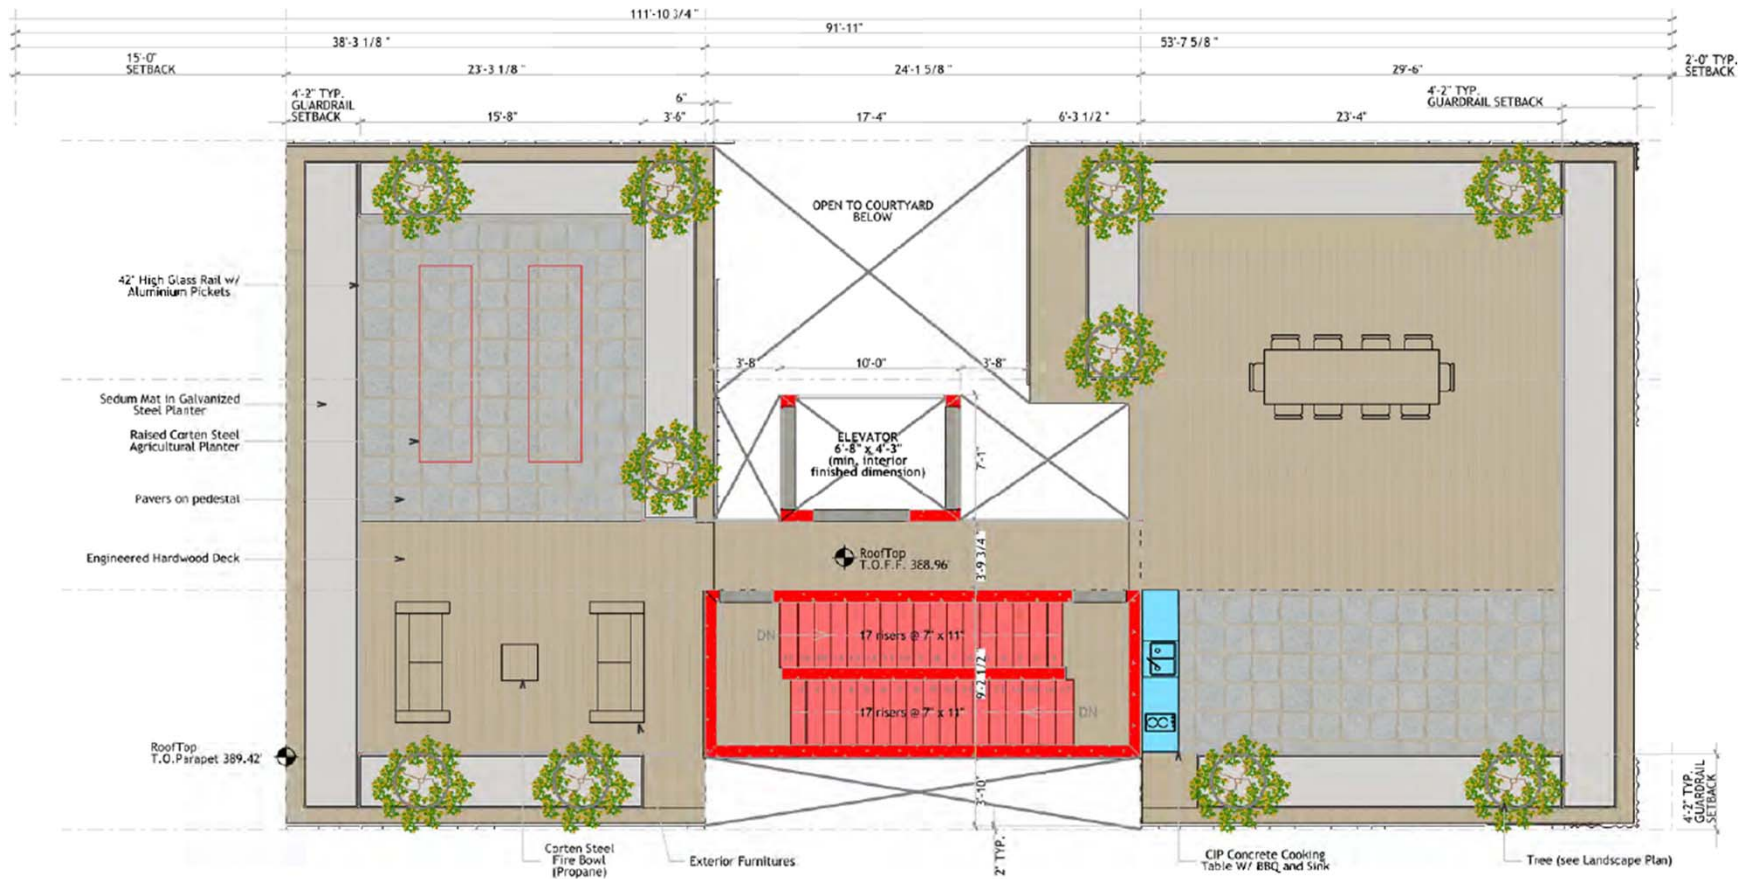 111'-10 3/4 "
91'-11"
38'-3 1/8 "
53'-7 5/8 "
15'-0"
SETBACK
23'-3 1/8 "
24'-1 5/8 "
29'-6"
2'-0" TYP.
SETBACK
4'-2" TYP.
GUARDRAIL
SETBACK
15'-8"
3'-6"
6"
17'-4"
6'-3 1/2 "
23'-4"
4'-2" TYP.
GUARDRAIL SETBACK
OPEN TO COURTYARD
BELOW
42" High Glass Rail w/
Aluminium Pickets
3'-8"
10'-0"
3'-8"
Sedum Mat in Galvanized
Steel Planter
Raised Corten Steel
Agricultural Planter
ELEVATOR
6'-8" x 4'-3"
(min. interior
finished dimension)
7'-1"
Pavers on pedestal
Engineered Hardwood Deck
RoofTop
T.O.F.F. 388.96'
3'-9 3/4 "
DN
17 risers @ 7" x 11"
9'-2 1/2 "
17 risers @ 7" x 11"
DN
RoofTop
T.O.Parapet 389.42'
3'-10"
4'-2" TYP.
GUARDRAIL
SETBACK
2" TYP.
Corten Steel
Fire Bowl
(Propane)
Exterior Furnitures
CIP Concrete Cooking
Table W/ BBQ and Sink
Tree (see Landscape Plan)